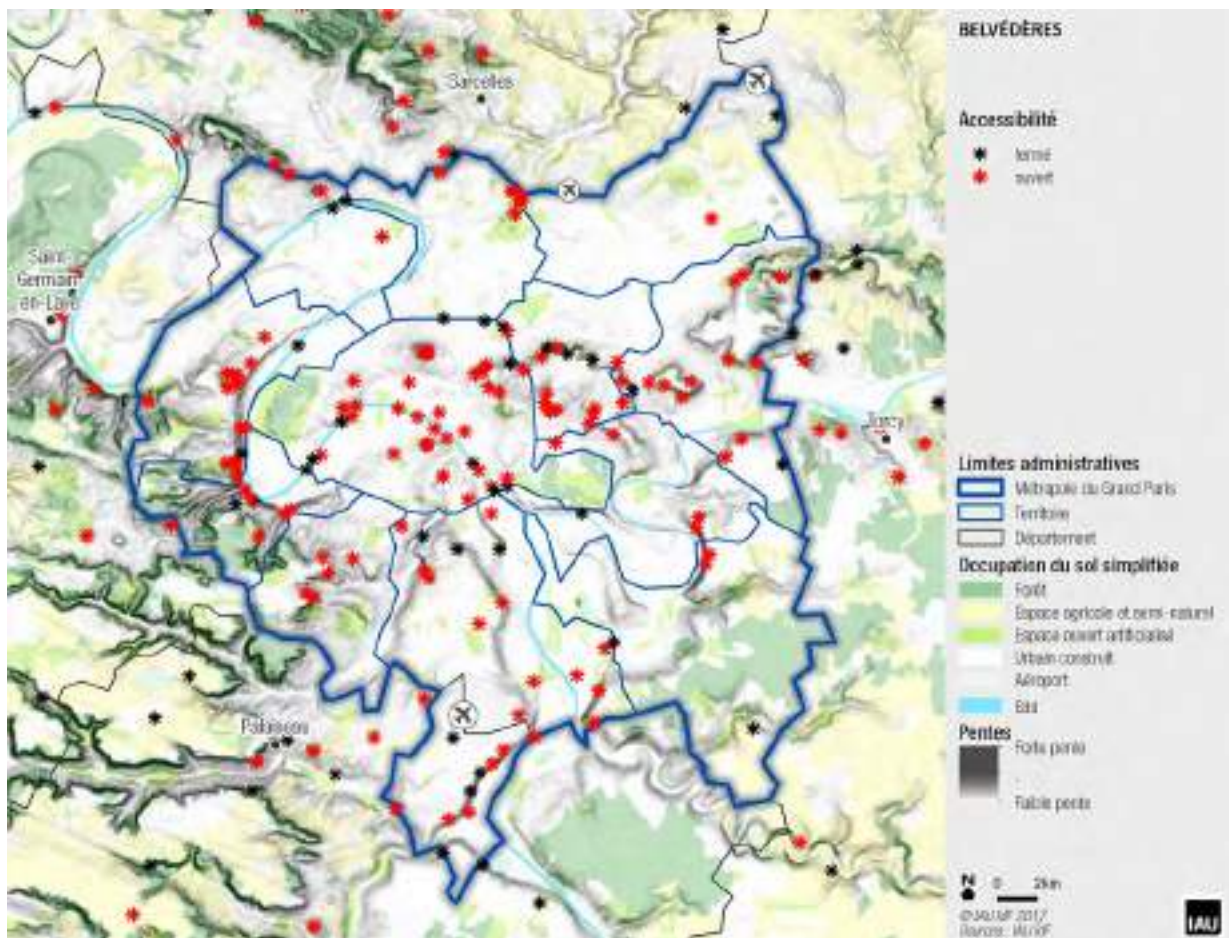 BELVÉDÈRES
Accessibilité
fermé
ouvert
Sarcelles
Saint-
Germain
-en-Laye
Torcy
Palaiseau
Limites administratives
Métropole du Grand Paris
Territoire
Département
Occupation du sol simplifiée
Forêt
Espace agricole et semi-naturel
Espace ouvert artificialisé
Urbain construit
Aéroport
Eau
Pentes
Forte pente
Faible pente
N 0 2km
© IAU îdF 2017
Sources : IAU îdF
IAU